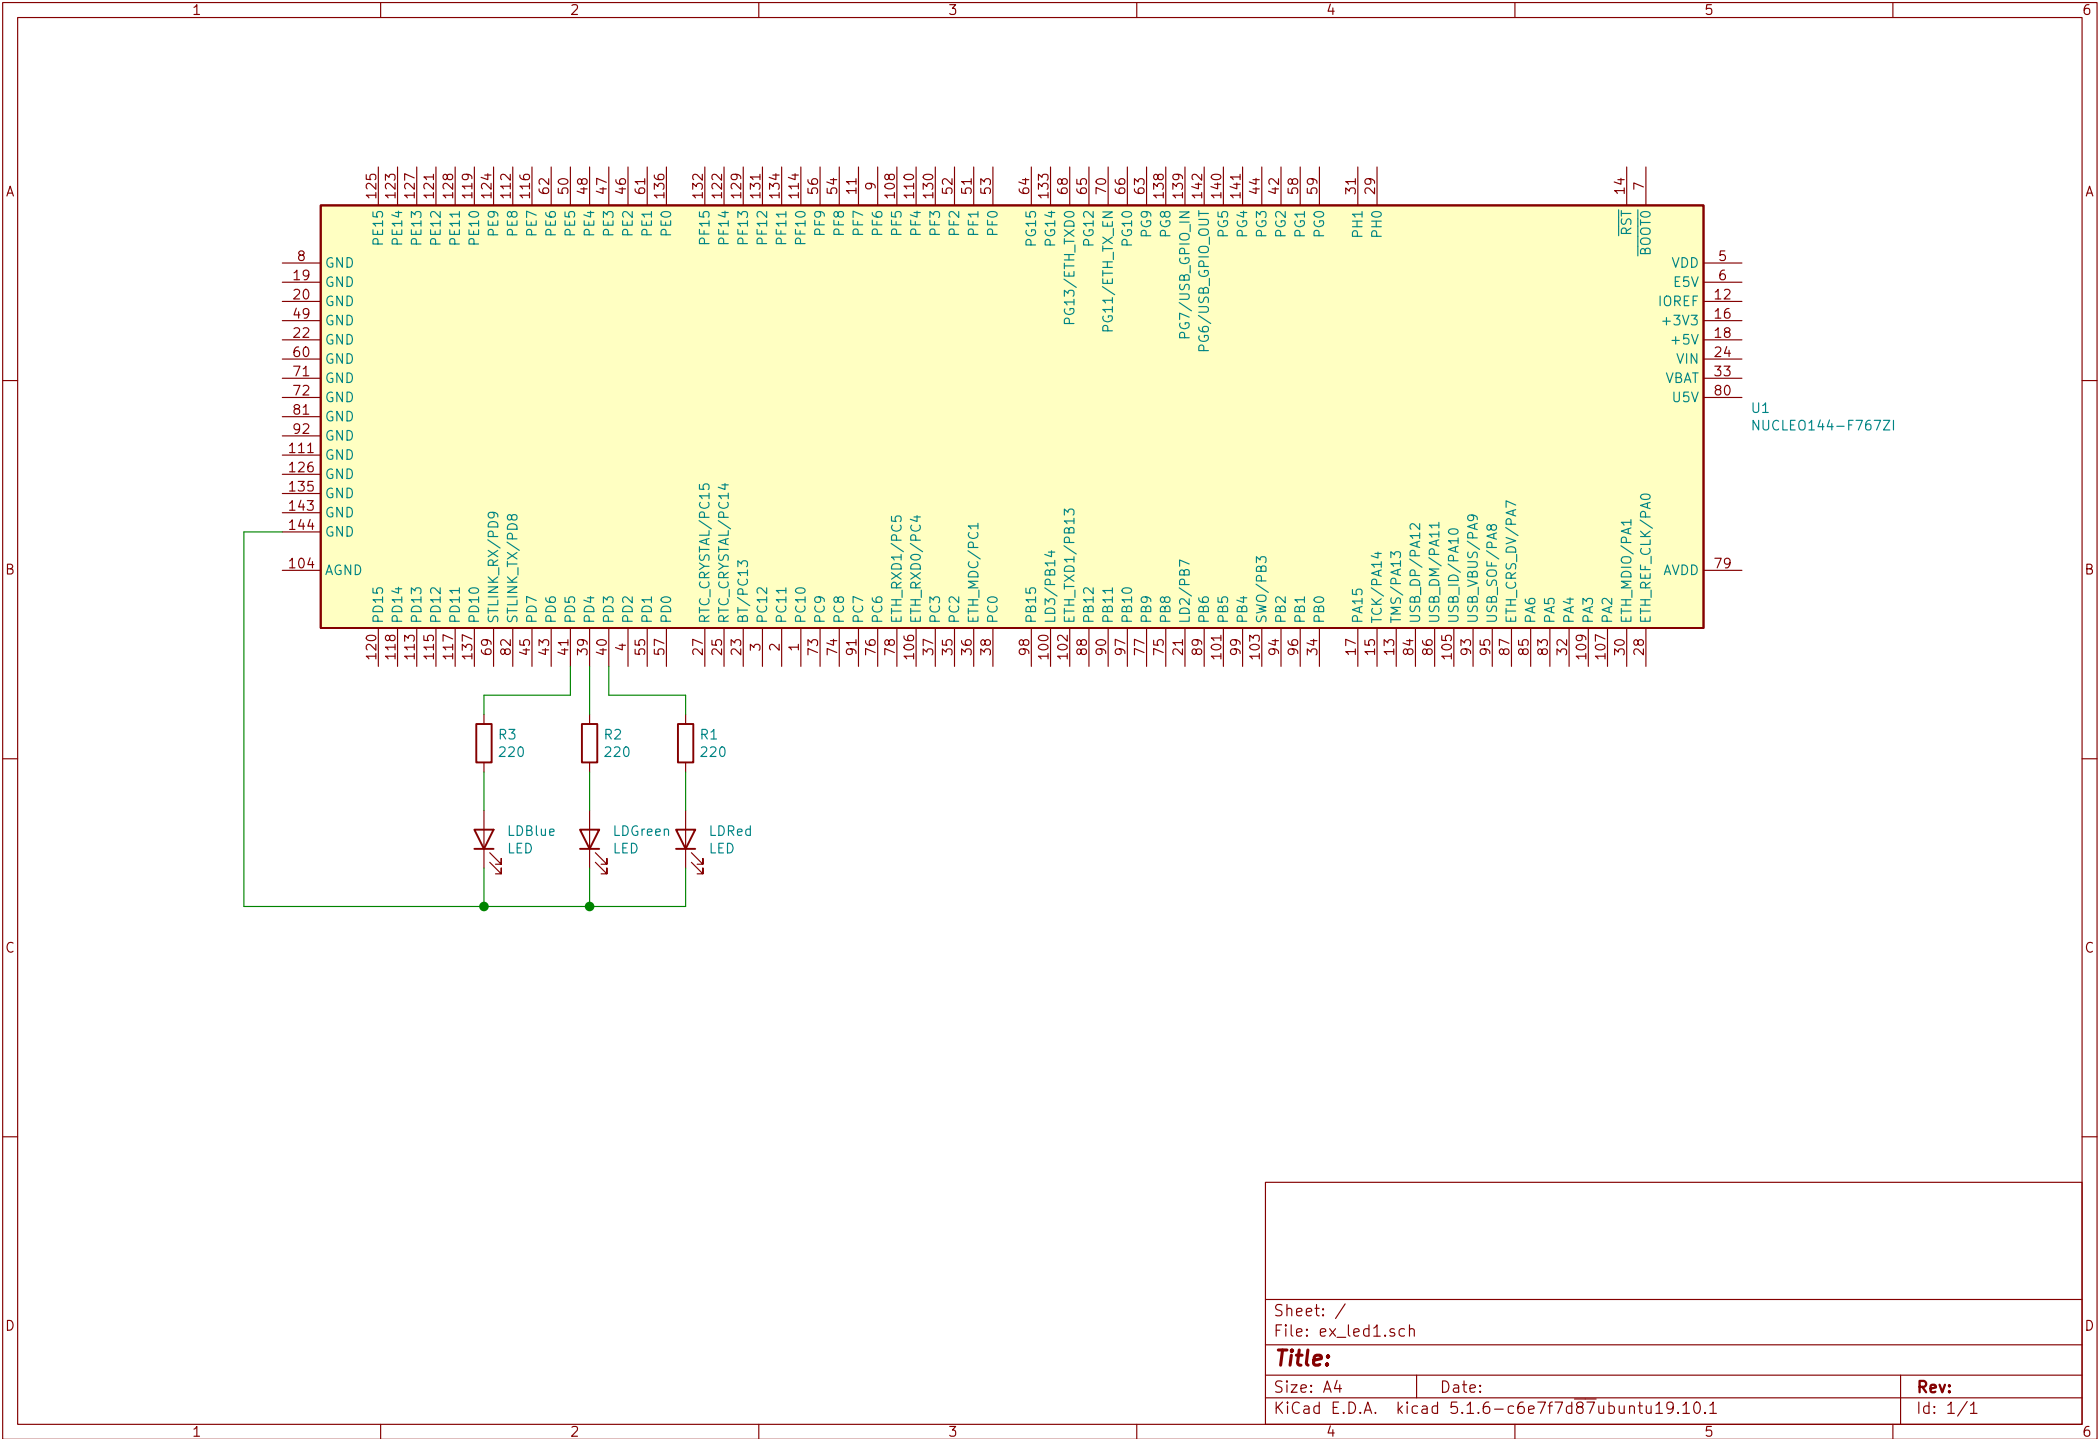 1 2 3 4 5 6
A
B
C
D
A
B
C
D
125 123 127 121 128 119 124 112 116 62 50 48 47 46 61 136 132 122 129 131 134 114 56 54 11 9 108 110 130 52 51 53 64 133 68 65 70 66 63 138 139 142 140 141 44 42 58 59 31 29 14 7
PE15 PE14 PE13 PE12 PE11 PE10 PE9 PE8 PE7 PE6 PE5 PE4 PE3 PE2 PE1 PE0 PF15 PF14 PF13 PF12 PF11 PF10 PF9 PF8 PF7 PF6 PF5 PF4 PF3 PF2 PF1 PF0 PG15 PG14 PG13/ETH_TXD0 PG12 PG11/ETH_TX_EN PG10 PG9 PG8 PG7/USB_GPIO_IN PG6/USB_GPIO_OUT PG5 PG4 PG3 PG2 PG1 PG0 PH1 PH0 RST BOOT0
8 GND
19 GND
20 GND
49 GND
22 GND
60 GND
71 GND
72 GND
81 GND
92 GND
111 GND
126 GND
135 GND
143 GND
144 GND
104 AGND
VDD 5
E5V 6
IOREF 12
+3V3 16
+5V 18
VIN 24
VBAT 33
U5V 80
AVDD 79
U1
NUCLEO144-F767ZI
PD15 PD14 PD13 PD12 PD11 PD10 STLINK_RX/PD9 STLINK_TX/PD8 PD7 PD6 PD5 PD4 PD3 PD2 PD1 PD0 RTC_CRYSTAL/PC15 RTC_CRYSTAL/PC14 BT/PC13 PC12 PC11 PC10 PC9 PC8 PC7 PC6 ETH_RXD1/PC5 ETH_RXD0/PC4 PC3 PC2 ETH_MDC/PC1 PC0 PB15 LD3/PB14 ETH_TXD1/PB13 PB12 PB11 PB10 PB9 PB8 LD2/PB7 PB6 PB5 PB4 SWO/PB3 PB2 PB1 PB0 PA15 TCK/PA14 TMS/PA13 USB_DP/PA12 USB_DM/PA11 USB_ID/PA10 USB_VBUS/PA9 USB_SOF/PA8 ETH_CRS_DV/PA7 PA6 PA5 PA4 PA3 PA2 ETH_MDIO/PA1 ETH_REF_CLK/PA0
120 118 113 115 117 137 69 82 45 43 41 39 40 4 55 57 27 25 23 3 2 1 73 74 91 76 78 106 37 35 36 38 98 100 102 88 90 97 77 75 21 89 101 99 103 94 96 34 17 15 13 84 86 105 93 95 87 85 83 32 109 107 30 28
R3
220
R2
220
R1
220
LDBlue
LED
LDGreen
LED
LDRed
LED
Sheet: /
File: ex_led1.sch
Title:
Size: A4 Date: Rev:
KiCad E.D.A. kicad 5.1.6-c6e7f7d87ubuntu19.10.1 Id: 1/1
1 2 3 4 5 6